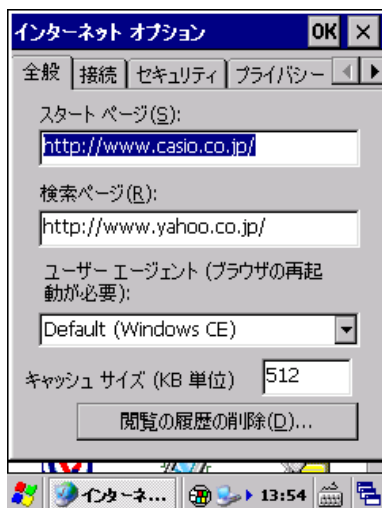 インターネット オプション OK ×
全般 接続 セキュリティ プライバシー
スタート ページ(S):
http://www.casio.co.jp/
検索ページ(R):
http://www.yahoo.co.jp/
ユーザー エージェント (ブラウザの再起
動が必要):
Default (Windows CE)
キャッシュ サイズ (KB 単位) 512
閲覧の履歴の削除(D)...
インターネ... 13:54